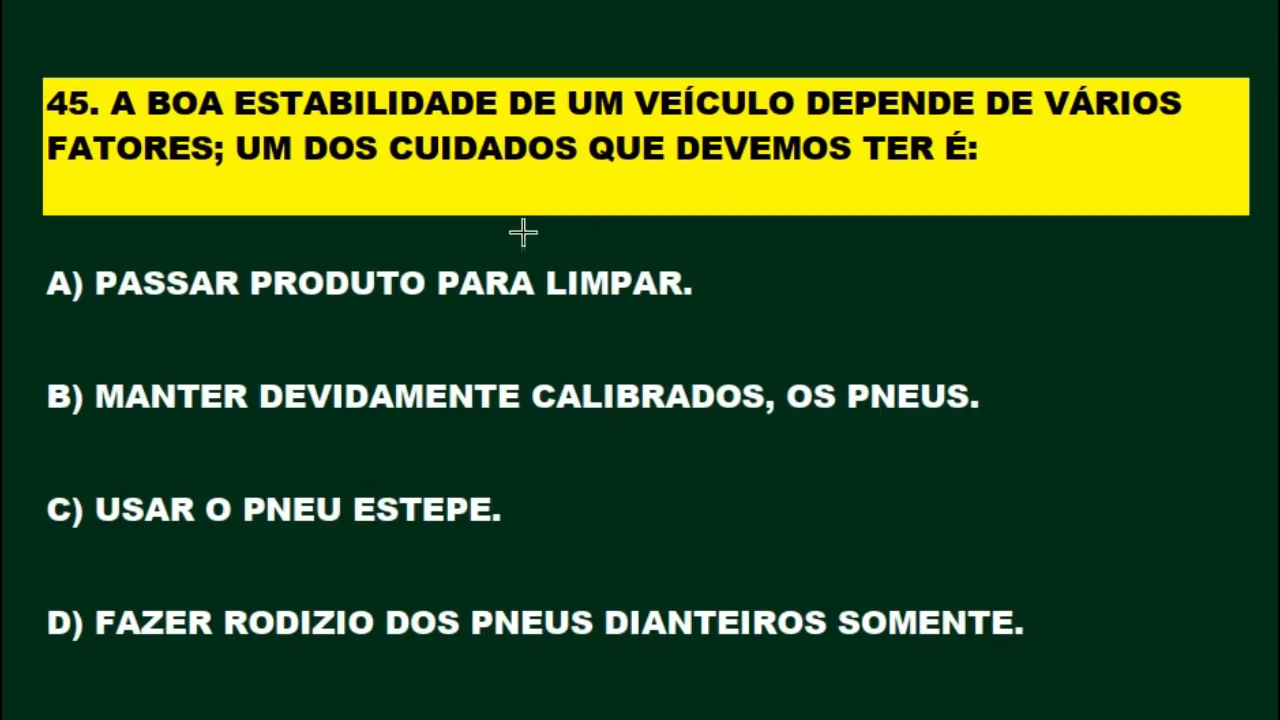 45. A BOA ESTABILIDADE DE UM VEÍCULO DEPENDE DE VÁRIOS
FATORES; UM DOS CUIDADOS QUE DEVEMOS TER É:
A) PASSAR PRODUTO PARA LIMPAR.
B) MANTER DEVIDAMENTE CALIBRADOS, OS PNEUS.
C) USAR O PNEU ESTEPE.
D) FAZER RODIZIO DOS PNEUS DIANTEIROS SOMENTE.